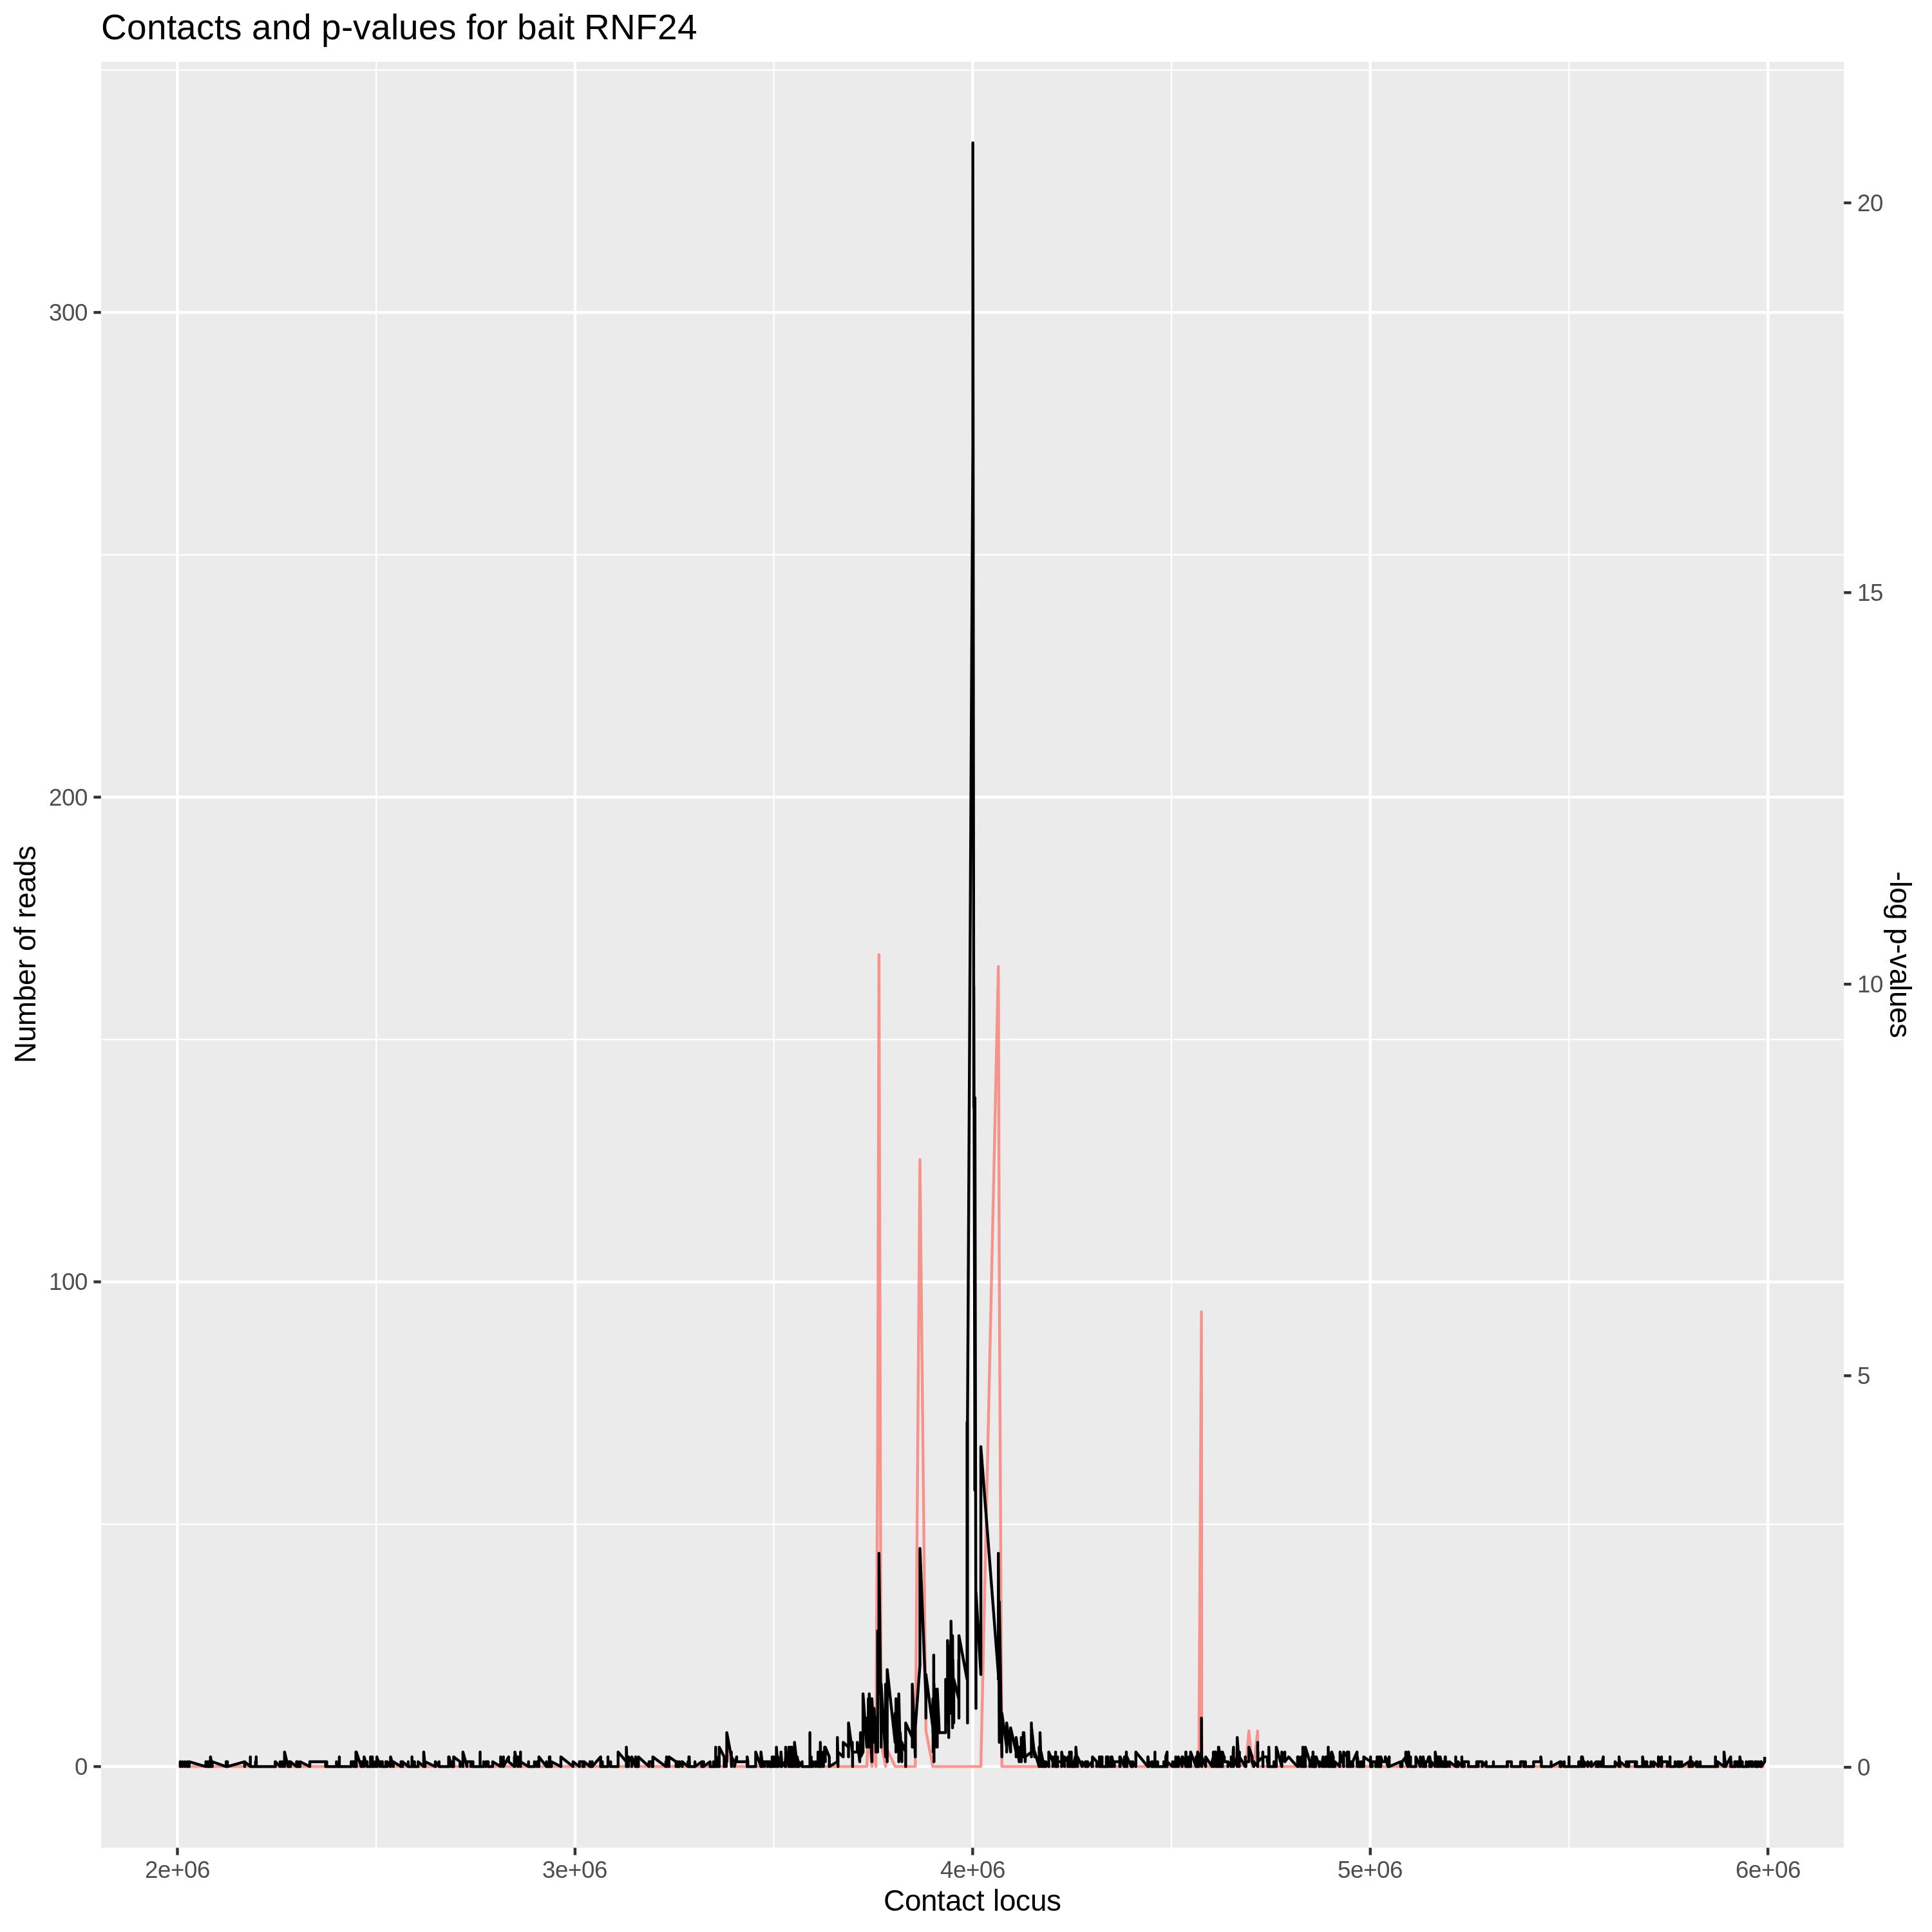 Contacts and p-values for bait RNF24
300
200
100
0
Number of reads
20
15
10
5
0
-log p-values
2e+06
3e+06
4e+06
5e+06
6e+06
Contact locus